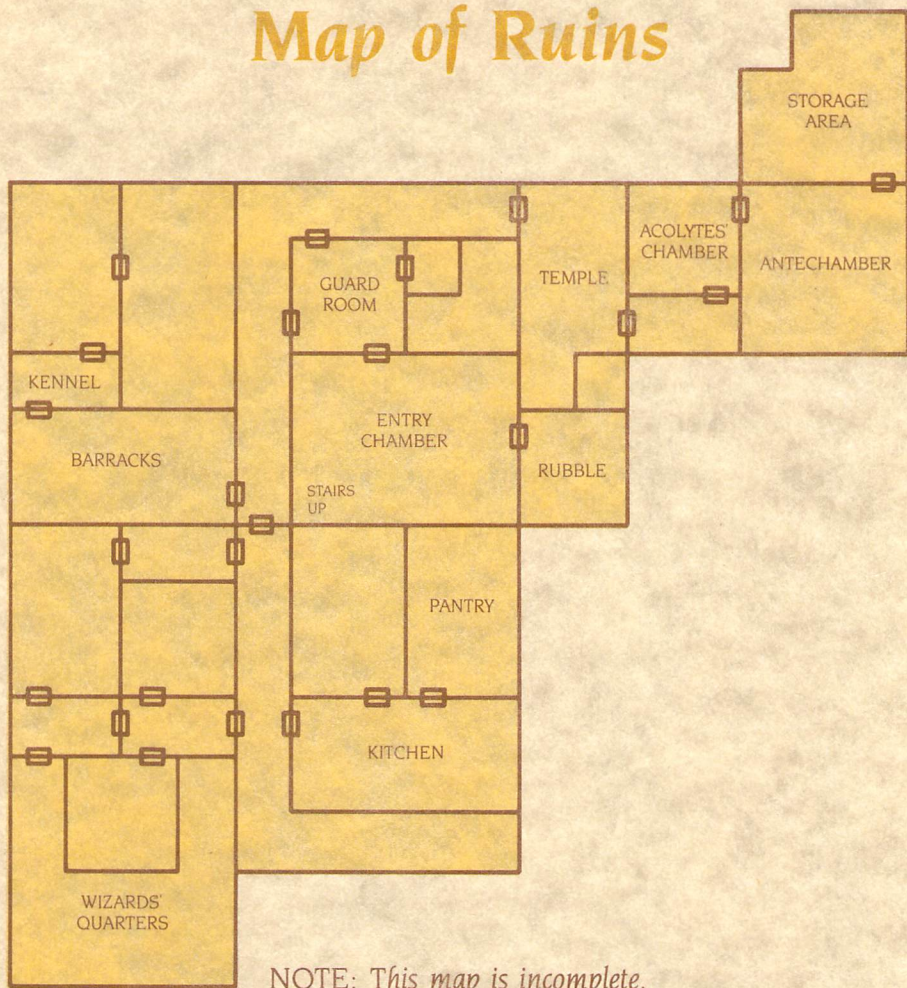 Map of Ruins
STORAGE
AREA
ACOLYTES'
CHAMBER
ANTECHAMBER
TEMPLE
GUARD
ROOM
KENNEL
ENTRY
CHAMBER
BARRACKS
RUBBLE
STAIRS
UP
PANTRY
KITCHEN
WIZARDS'
QUARTERS
NOTE: This map is incomplete.